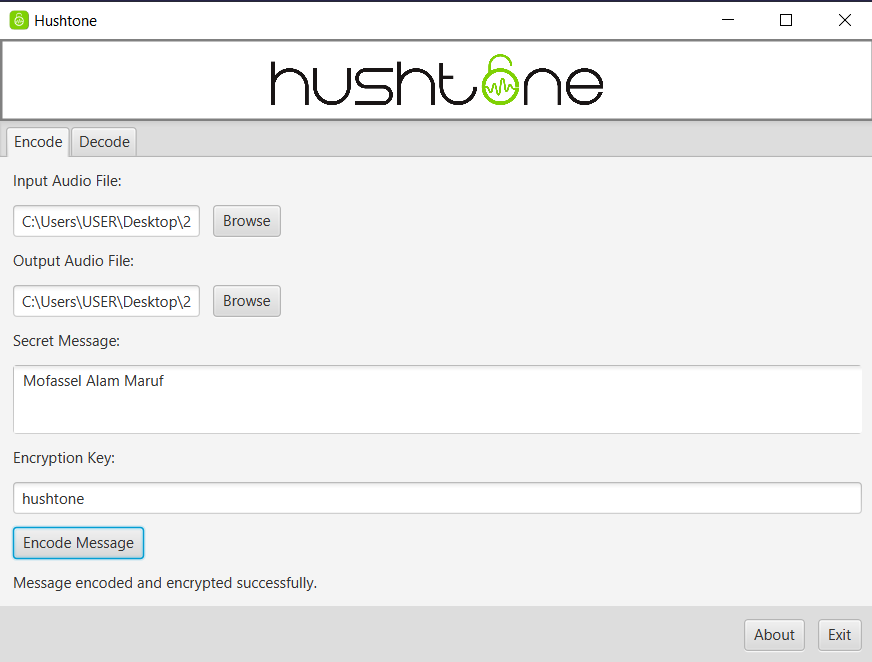 Hushtone
hushtone
Encode Decode
Input Audio File:
C:\Users\USER\Desktop\2 Browse
Output Audio File:
C:\Users\USER\Desktop\2 Browse
Secret Message:
Mofassel Alam Maruf
Encryption Key:
hushtone
Encode Message
Message encoded and encrypted successfully.
About Exit